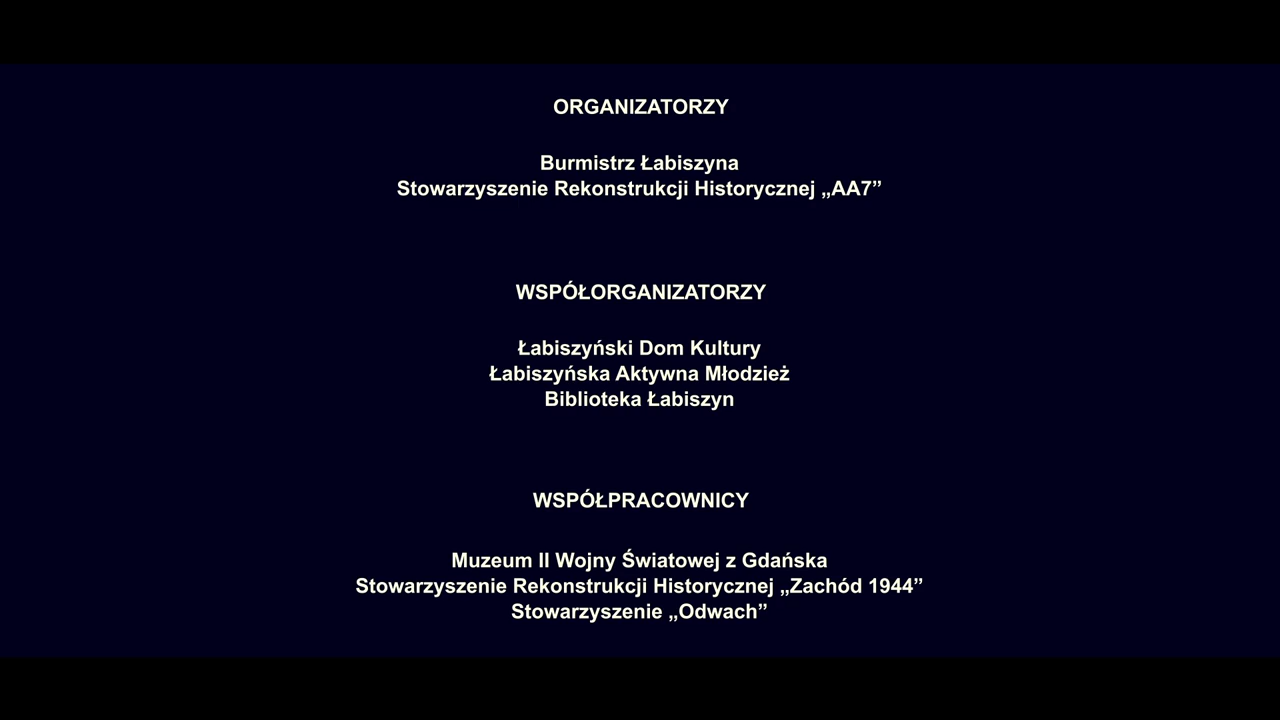 ORGANIZATORZY
Burmistrz Łabiszyna
Stowarzyszenie Rekonstrukcji Historycznej „AA7”
WSPÓŁORGANIZATORZY
Łabiszyński Dom Kultury
Łabiszyńska Aktywna Młodzież
Biblioteka Łabiszyn
WSPÓŁPRACOWNICY
Muzeum II Wojny Światowej z Gdańska
Stowarzyszenie Rekonstrukcji Historycznej „Zachód 1944”
Stowarzyszenie „Odwach”